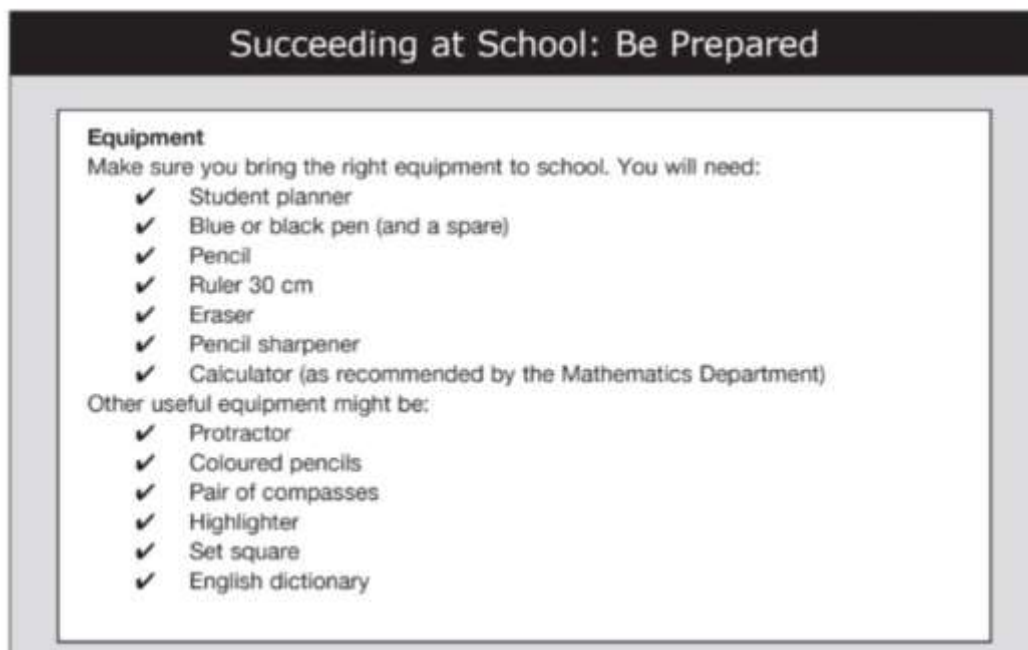 Succeeding at School: Be Prepared
Equipment
Make sure you bring the right equipment to school. You will need:
✔ Student planner
✔ Blue or black pen (and a spare)
✔ Pencil
✔ Ruler 30 cm
✔ Eraser
✔ Pencil sharpener
✔ Calculator (as recommended by the Mathematics Department)
Other useful equipment might be:
✔ Protractor
✔ Coloured pencils
✔ Pair of compasses
✔ Highlighter
✔ Set square
✔ English dictionary